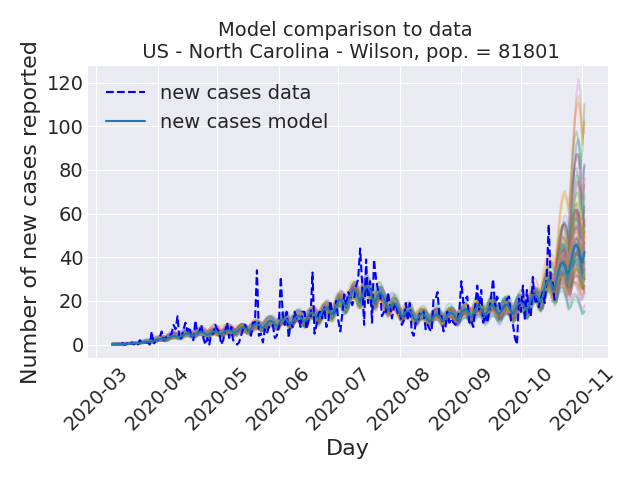 Model comparison to data
US - North Carolina - Wilson, pop. = 81801
Number of new cases reported
120
100
80
60
40
20
0
new cases data
new cases model
2020-03
2020-04
2020-05
2020-06
2020-07
2020-08
2020-09
2020-10
2020-11
Day